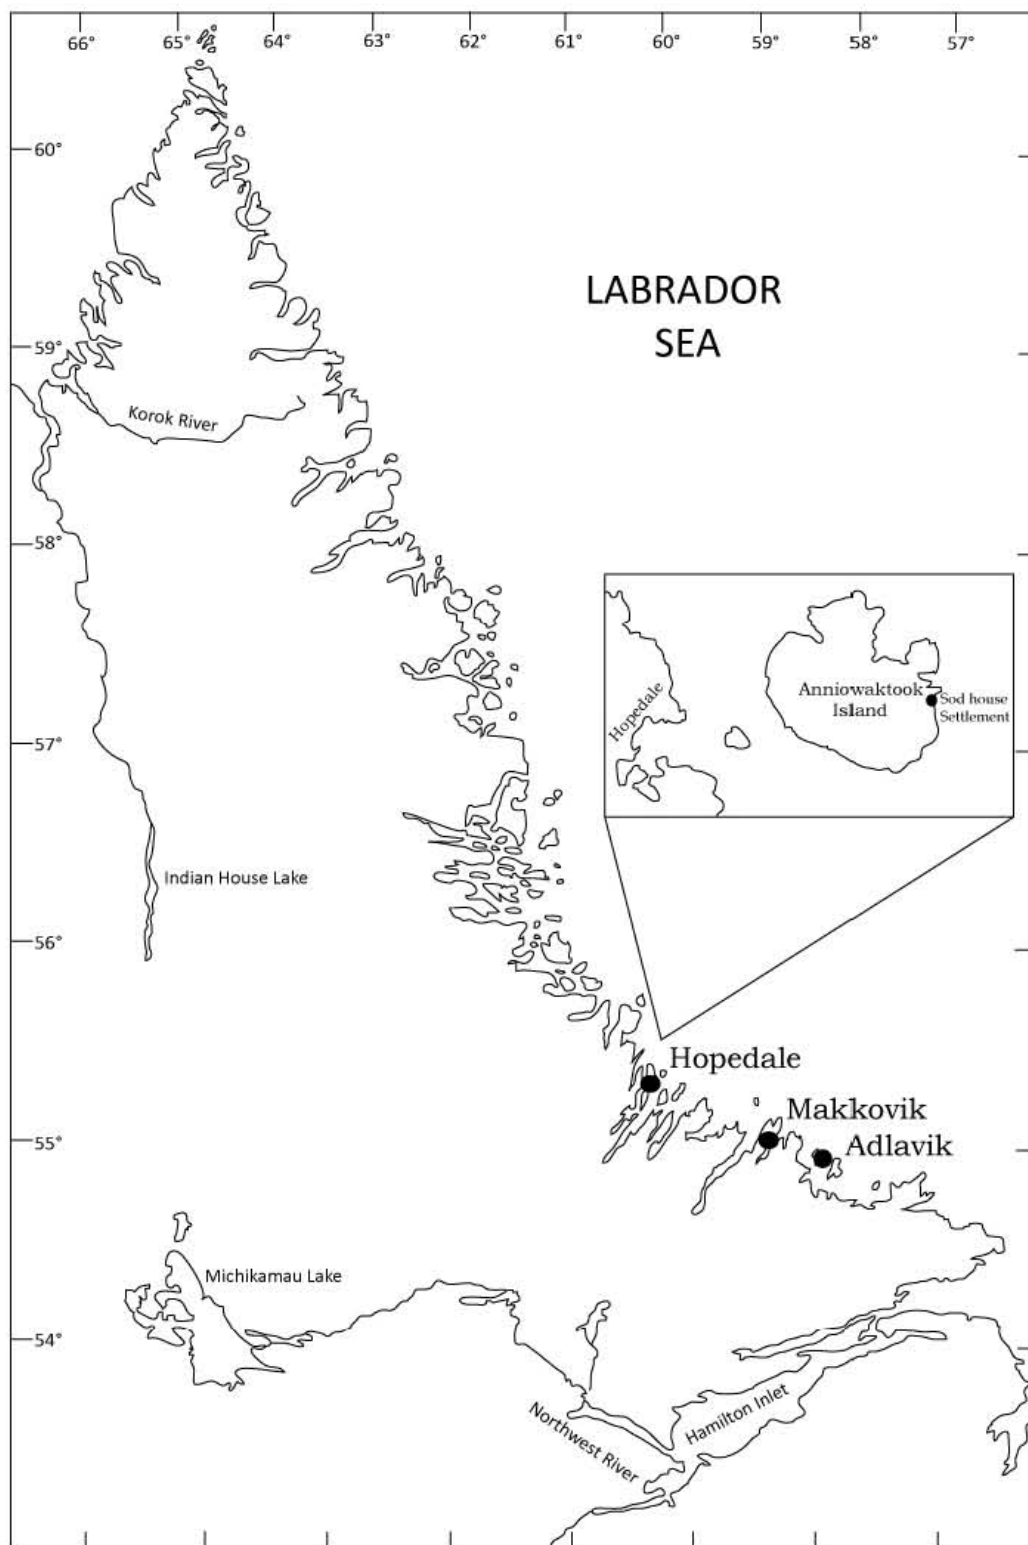 66° 65° 64° 63° 62° 61° 60° 59° 58° 57°
60°
LABRADOR
SEA
59°
Korok River
58°
Hopedale
Anniowaktook
Island
Sod house
Settlement
57°
Indian House Lake
56°
Hopedale
Makkovik
55°
Adlavik
Michikamau Lake
54°
Northwest River
Hamilton Inlet